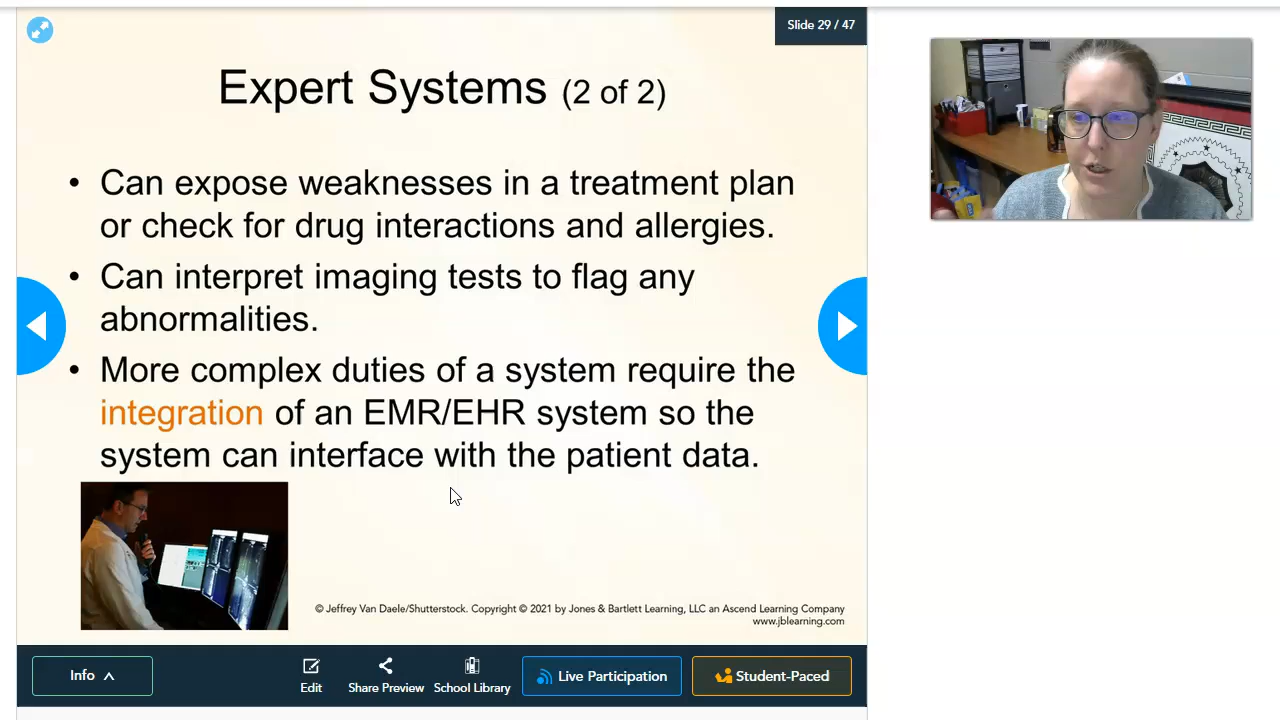 Slide 29 / 47
Expert Systems (2 of 2)
• Can expose weaknesses in a treatment plan
or check for drug interactions and allergies.
• Can interpret imaging tests to flag any
abnormalities.
• More complex duties of a system require the
integration of an EMR/EHR system so the
system can interface with the patient data.
© Jeffrey Van Daele/Shutterstock. Copyright © 2021 by Jones & Bartlett Learning, LLC an Ascend Learning Company
www.jblearning.com
Info
Edit
Share Preview
School Library
Live Participation
Student-Paced